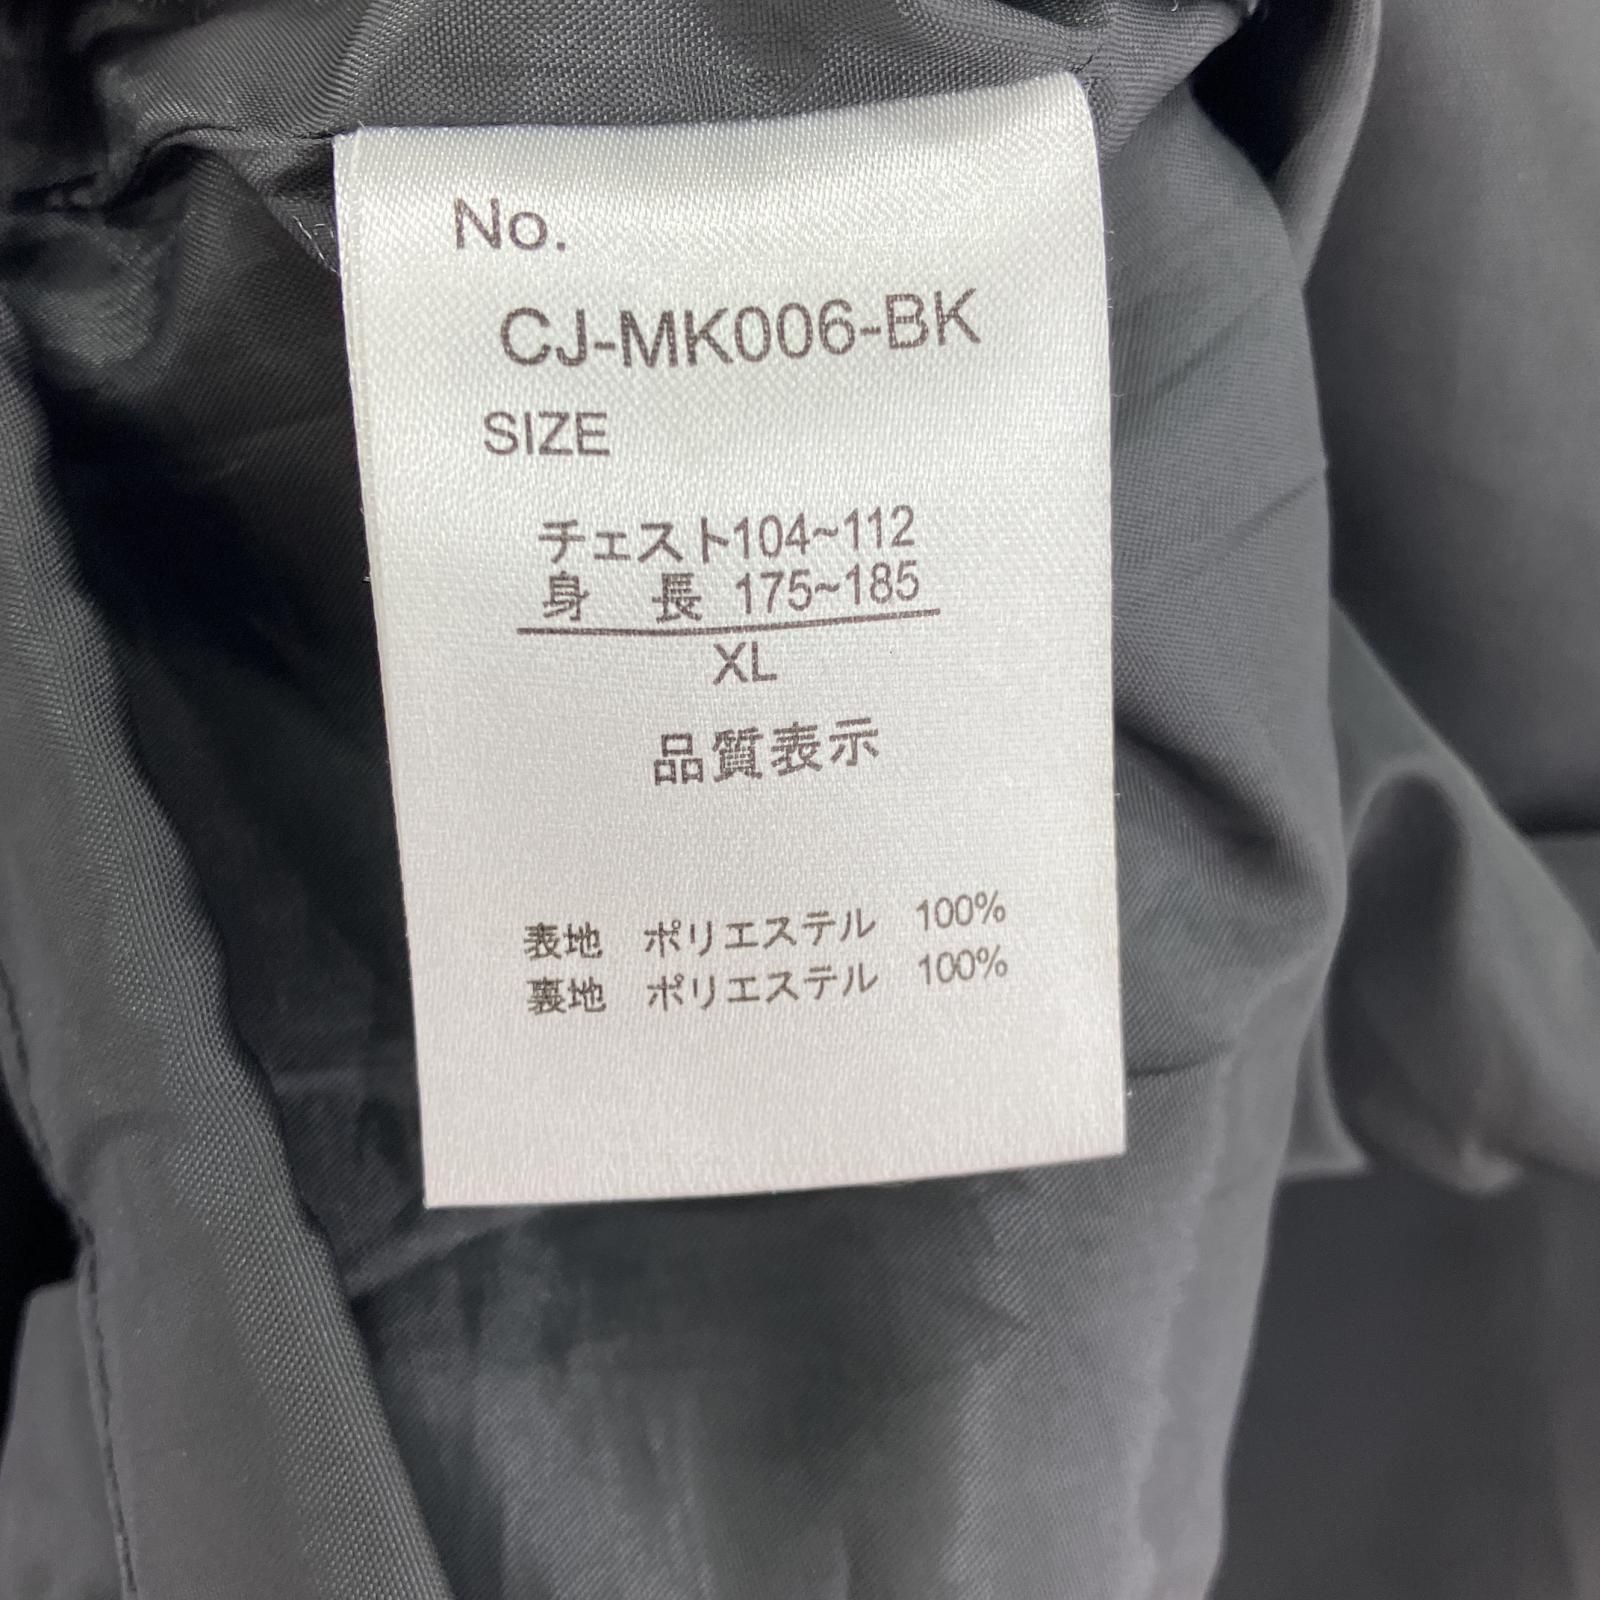 No.
CJ-MK006-BK
SIZE
チェスト104~112
身 長 175~185
XL
品質表示
表地 ポリエステル 100%
裏地 ポリエステル 100%